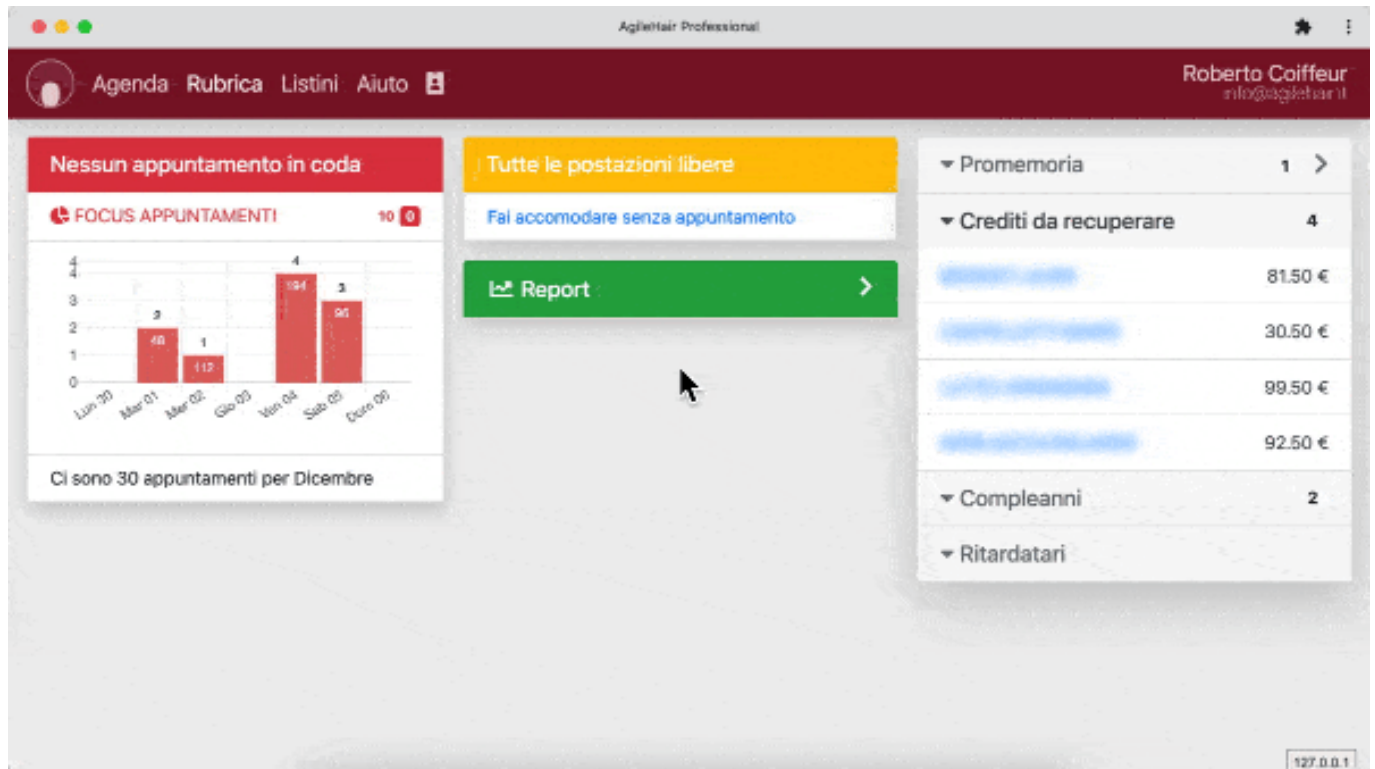 AgileHair Professional
Agenda Rubrica Listini Aiuto
Roberto Coiffeur
info@agilehair.it
Nessun appuntamento in coda
FOCUS APPUNTAMENTI 10 0
4
4
3
2
1
0
2
48
1
112
4
194
3
96
Lun 30 Mar 01 Mer 02 Gio 03 Ven 04 Sab 05 Dom 06
Ci sono 30 appuntamenti per Dicembre
Tutte le postazioni libere
Fai accomodare senza appuntamento
Report
Promemoria 1
Crediti da recuperare 4
81.50 €
30.50 €
99.50 €
92.50 €
Compleanni 2
Ritardatari
127.0.0.1